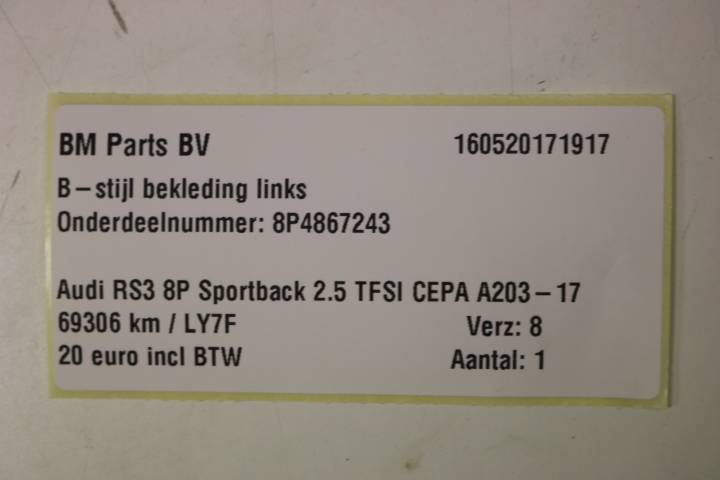 BM Parts BV 160520171917
B-stijl bekleding links
Onderdeelnummer: 8P4867243
Audi RS3 8P Sportback 2.5 TFSI CEPA A203-17
69306 km / LY7F Verz: 8
20 euro incl BTW Aantal: 1